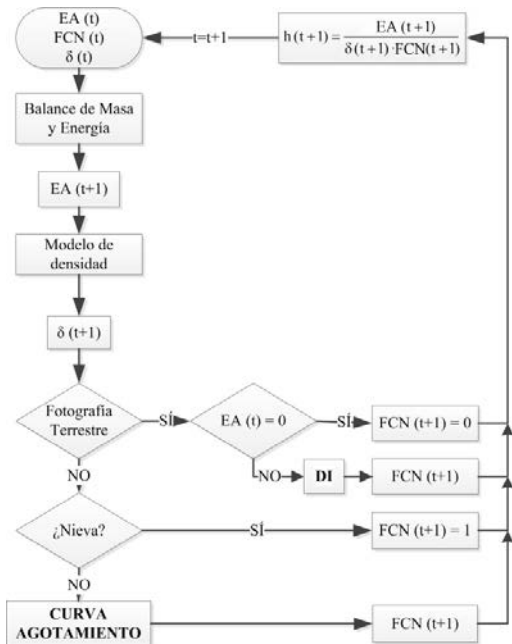 EA (t)
FCN (t)
δ (t)
t=t+1
h(t+1) = EA(t+1) / δ(t+1)·FCN(t+1)
Balance de Masa
y Energía
EA (t+1)
Modelo de
densidad
δ (t+1)
Fotografía
Terrestre
SÍ
EA (t) = 0
SÍ
FCN (t+1) = 0
NO
NO
DI
FCN (t+1)
¿Nieva?
SÍ
FCN (t+1) = 1
NO
CURVA
AGOTAMIENTO
FCN (t+1)